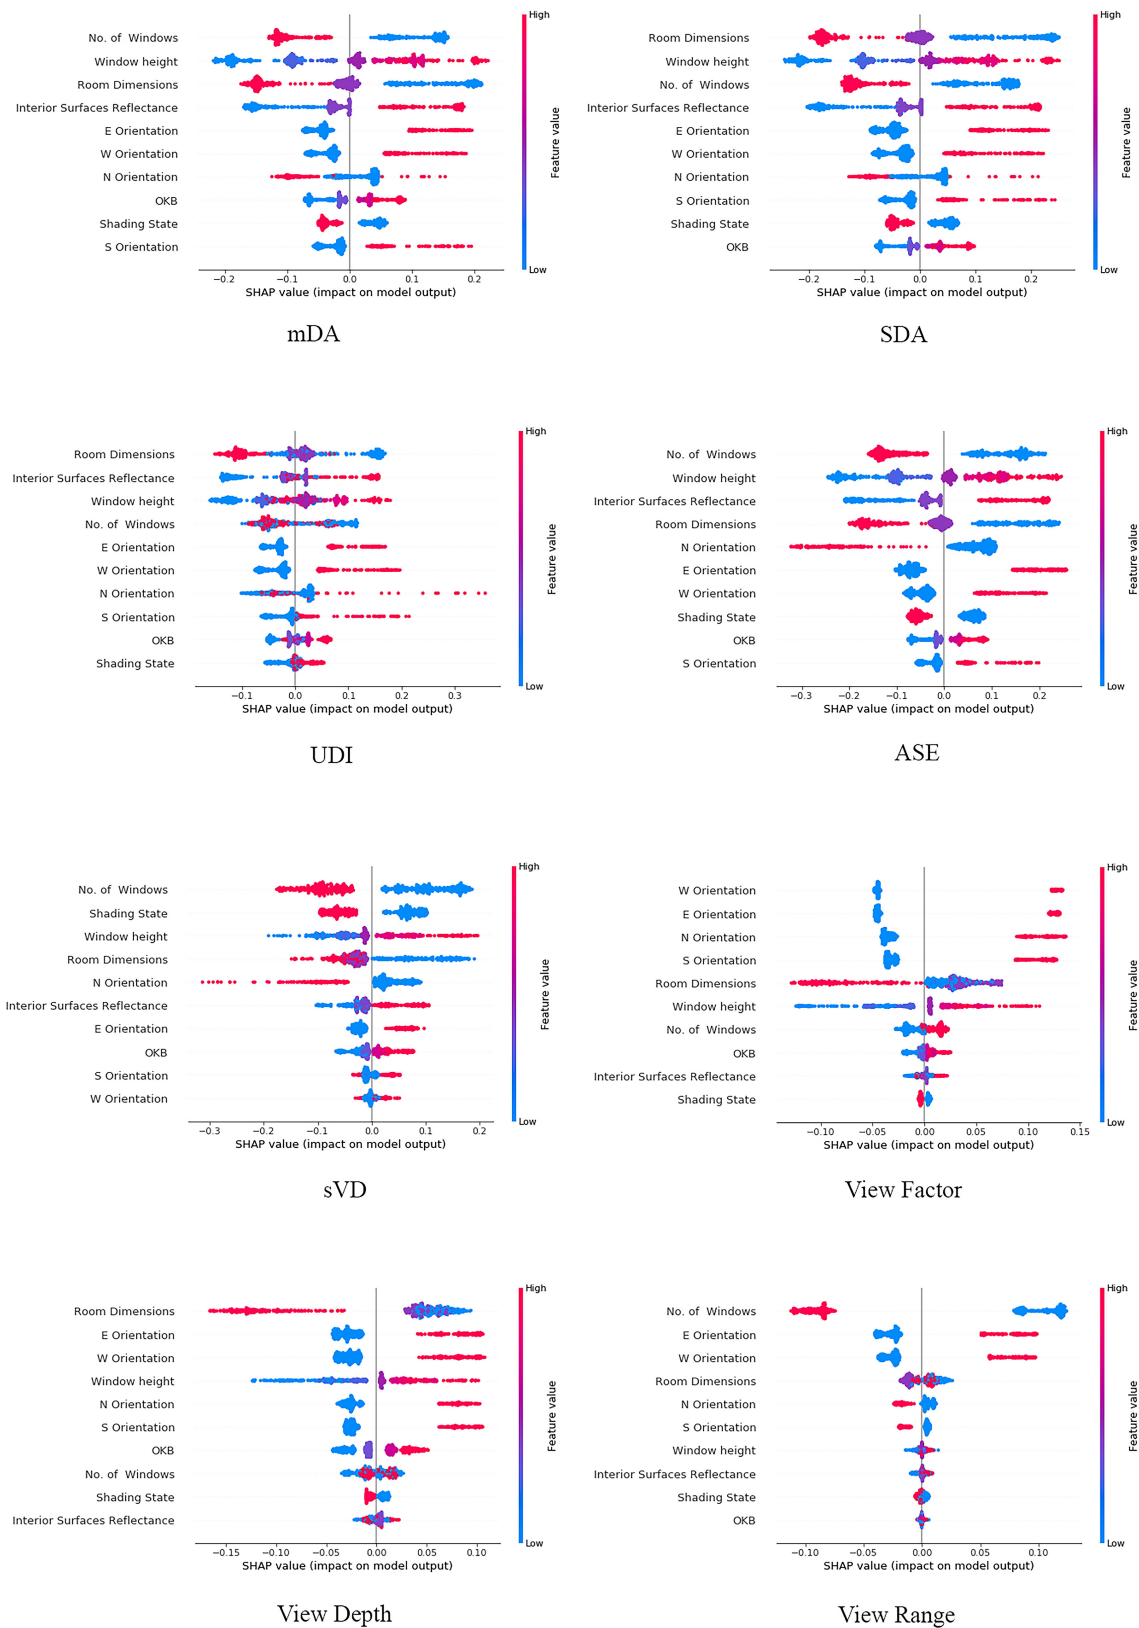 High
No. of  Windows
Window height
Room Dimensions
Interior Surfaces Reflectance
E Orientation
W Orientation
N Orientation
OKB
Shading State
S Orientation
Feature value
Low
−0.2 −0.1 0.0 0.1 0.2
SHAP value (impact on model output)
mDA
High
Room Dimensions
Window height
No. of  Windows
Interior Surfaces Reflectance
E Orientation
W Orientation
N Orientation
S Orientation
Shading State
OKB
Feature value
Low
−0.2 −0.1 0.0 0.1 0.2
SHAP value (impact on model output)
SDA
High
Room Dimensions
Interior Surfaces Reflectance
Window height
No. of  Windows
E Orientation
W Orientation
N Orientation
S Orientation
OKB
Shading State
Feature value
Low
−0.1 0.0 0.1 0.2 0.3
SHAP value (impact on model output)
UDI
High
No. of  Windows
Window height
Interior Surfaces Reflectance
Room Dimensions
N Orientation
E Orientation
W Orientation
Shading State
OKB
S Orientation
Feature value
Low
−0.3 −0.2 −0.1 0.0 0.1 0.2
SHAP value (impact on model output)
ASE
High
No. of  Windows
Shading State
Window height
Room Dimensions
N Orientation
Interior Surfaces Reflectance
E Orientation
OKB
S Orientation
W Orientation
Feature value
Low
−0.3 −0.2 −0.1 0.0 0.1 0.2
SHAP value (impact on model output)
sVD
High
W Orientation
E Orientation
N Orientation
S Orientation
Room Dimensions
Window height
No. of  Windows
OKB
Interior Surfaces Reflectance
Shading State
Feature value
Low
−0.10 −0.05 0.00 0.05 0.10 0.15
SHAP value (impact on model output)
View Factor
High
Room Dimensions
E Orientation
W Orientation
Window height
N Orientation
S Orientation
OKB
No. of  Windows
Shading State
Interior Surfaces Reflectance
Feature value
Low
−0.15 −0.10 −0.05 0.00 0.05 0.10
SHAP value (impact on model output)
View Depth
High
No. of  Windows
E Orientation
W Orientation
Room Dimensions
N Orientation
S Orientation
Window height
Interior Surfaces Reflectance
Shading State
OKB
Feature value
Low
−0.10 −0.05 0.00 0.05 0.10
SHAP value (impact on model output)
View Range